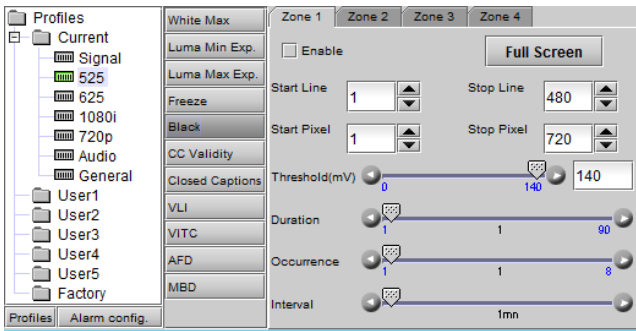 Profiles
Current
Signal
525
625
1080i
720p
Audio
General
User1
User2
User3
User4
User5
Factory
Profiles Alarm config.
White Max
Luma Min Exp.
Luma Max Exp.
Freeze
Black
CC Validity
Closed Captions
VLI
VITC
AFD
MBD
Zone 1 Zone 2 Zone 3 Zone 4
Enable Full Screen
Start Line 1 Stop Line 480
Start Pixel 1 Stop Pixel 720
Threshold(mV) 0 140 140
Duration 1 1 90
Occurrence 1 1 8
Interval 1mn